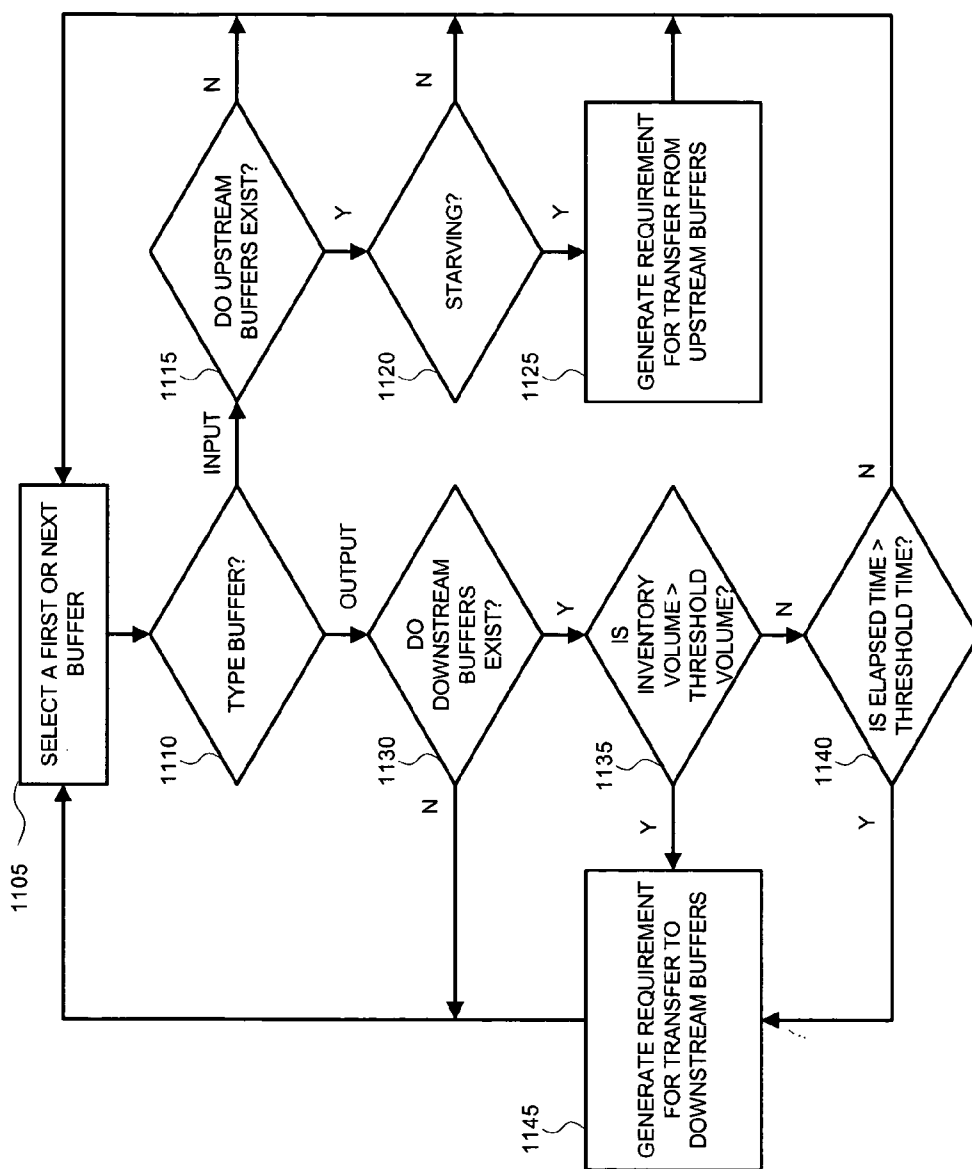 1105
SELECT A FIRST OR NEXT
BUFFER
1110
TYPE BUFFER?
INPUT
OUTPUT
1115
DO UPSTREAM
BUFFERS EXIST?
N
Y
1120
STARVING?
N
Y
1125
GENERATE REQUIREMENT
FOR TRANSFER FROM
UPSTREAM BUFFERS
1130
DO
DOWNSTREAM
BUFFERS
EXIST?
N
Y
1135
IS
INVENTORY
VOLUME >
THRESHOLD
VOLUME?
Y
N
1140
IS ELAPSED TIME >
THRESHOLD TIME?
Y
N
1145
GENERATE REQUIREMENT
FOR TRANSFER TO
DOWNSTREAM BUFFERS